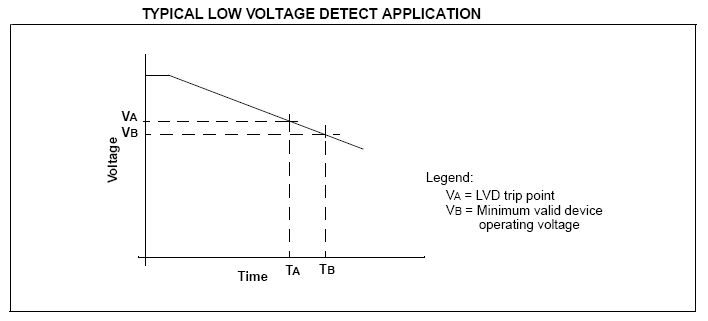 TYPICAL LOW VOLTAGE DETECT APPLICATION
VA
VB
Voltage
Time
TA
TB
Legend:
VA = LVD trip point
VB = Minimum valid device
operating voltage